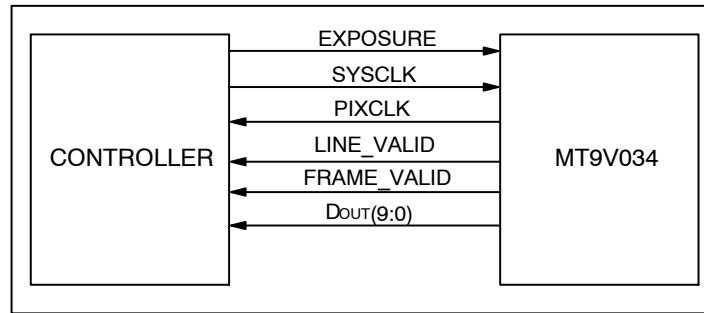 EXPOSURE
SYSCLK
PIXCLK
CONTROLLER
LINE_VALID
MT9V034
FRAME_VALID
DOUT(9:0)